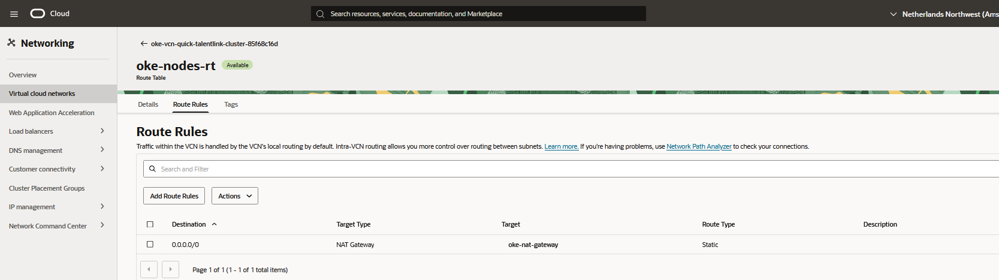 Cloud
Search resources, services, documentation, and Marketplace
Netherlands Northwest (Ams
Networking
Overview
Virtual cloud networks
Web Application Acceleration
Load balancers
DNS management
Customer connectivity
Cluster Placement Groups
IP management
Network Command Center
oke-vcn-quick-talentlink-cluster-85f68c16d
oke-nodes-rt Available
Route Table
Details Route Rules Tags
Route Rules
Traffic within the VCN is handled by the VCN's local routing by default. Intra-VCN routing allows you more control over routing between subnets. Learn more. If you're having problems, use Network Path Analyzer to check your connections.
Search and Filter
Add Route Rules Actions
Destination Target Type Target Route Type Description
0.0.0.0/0 NAT Gateway oke-nat-gateway Static
Page 1 of 1 (1 - 1 of 1 total items)